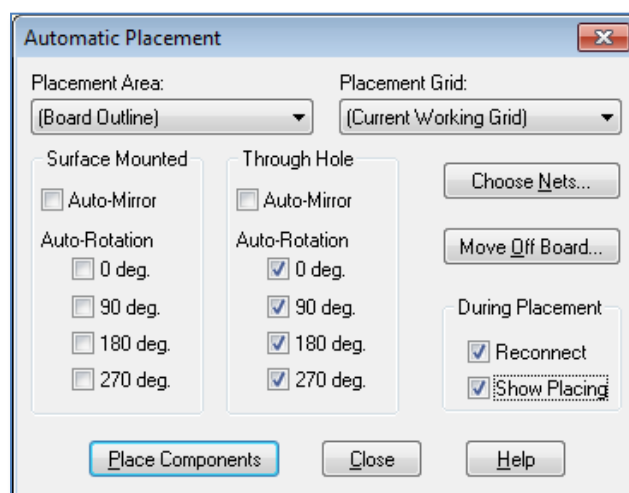 Automatic Placement
Placement Area:
Placement Grid:
(Board Outline)
(Current Working Grid)
Surface Mounted
Through Hole
Auto-Mirror
Auto-Mirror
Choose Nets...
Auto-Rotation
Auto-Rotation
Move Off Board...
0 deg.
0 deg.
90 deg.
90 deg.
During Placement
180 deg.
180 deg.
Reconnect
270 deg.
270 deg.
Show Placing
Place Components
Close
Help